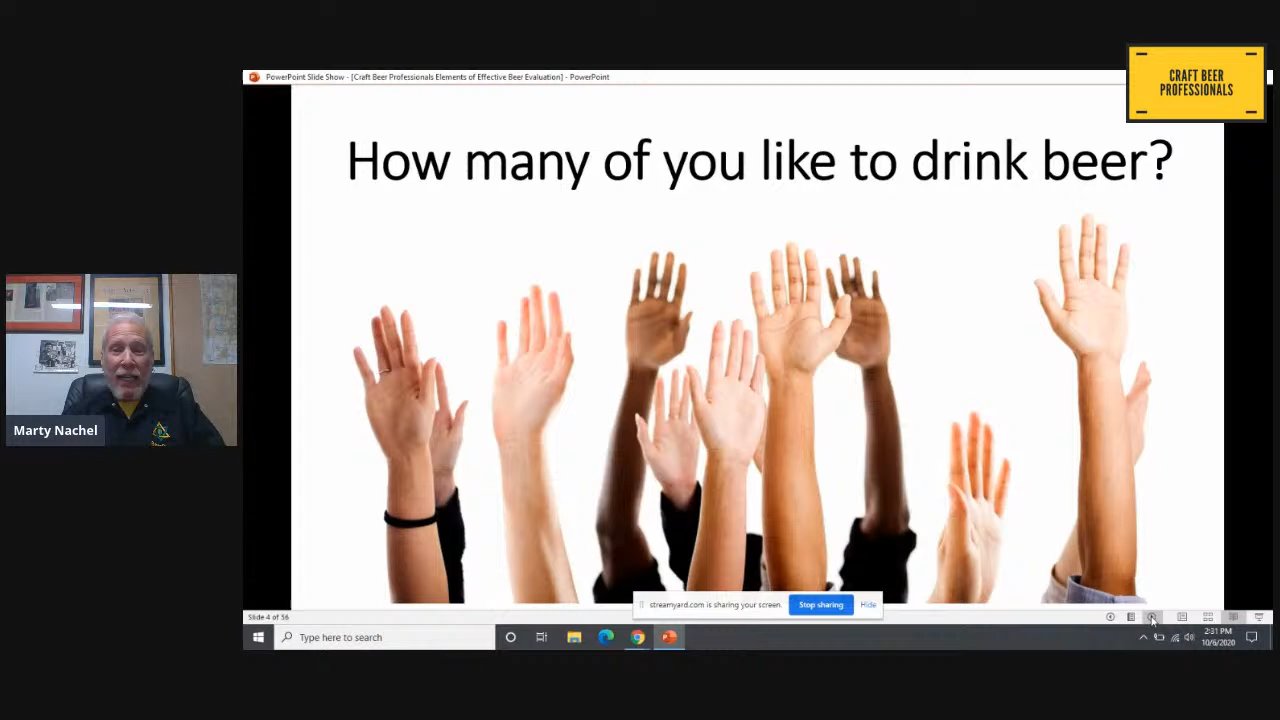 PowerPoint Slide Show - [Craft Beer Professionals Elements of Effective Beer Evaluation] - PowerPoint
CRAFT BEER
PROFESSIONALS
How many of you like to drink beer?
Marty Nachel
streamyard.com is sharing your screen.
Stop sharing
Hide
Slide 4 of 56
Type here to search
2:31 PM
10/6/2020